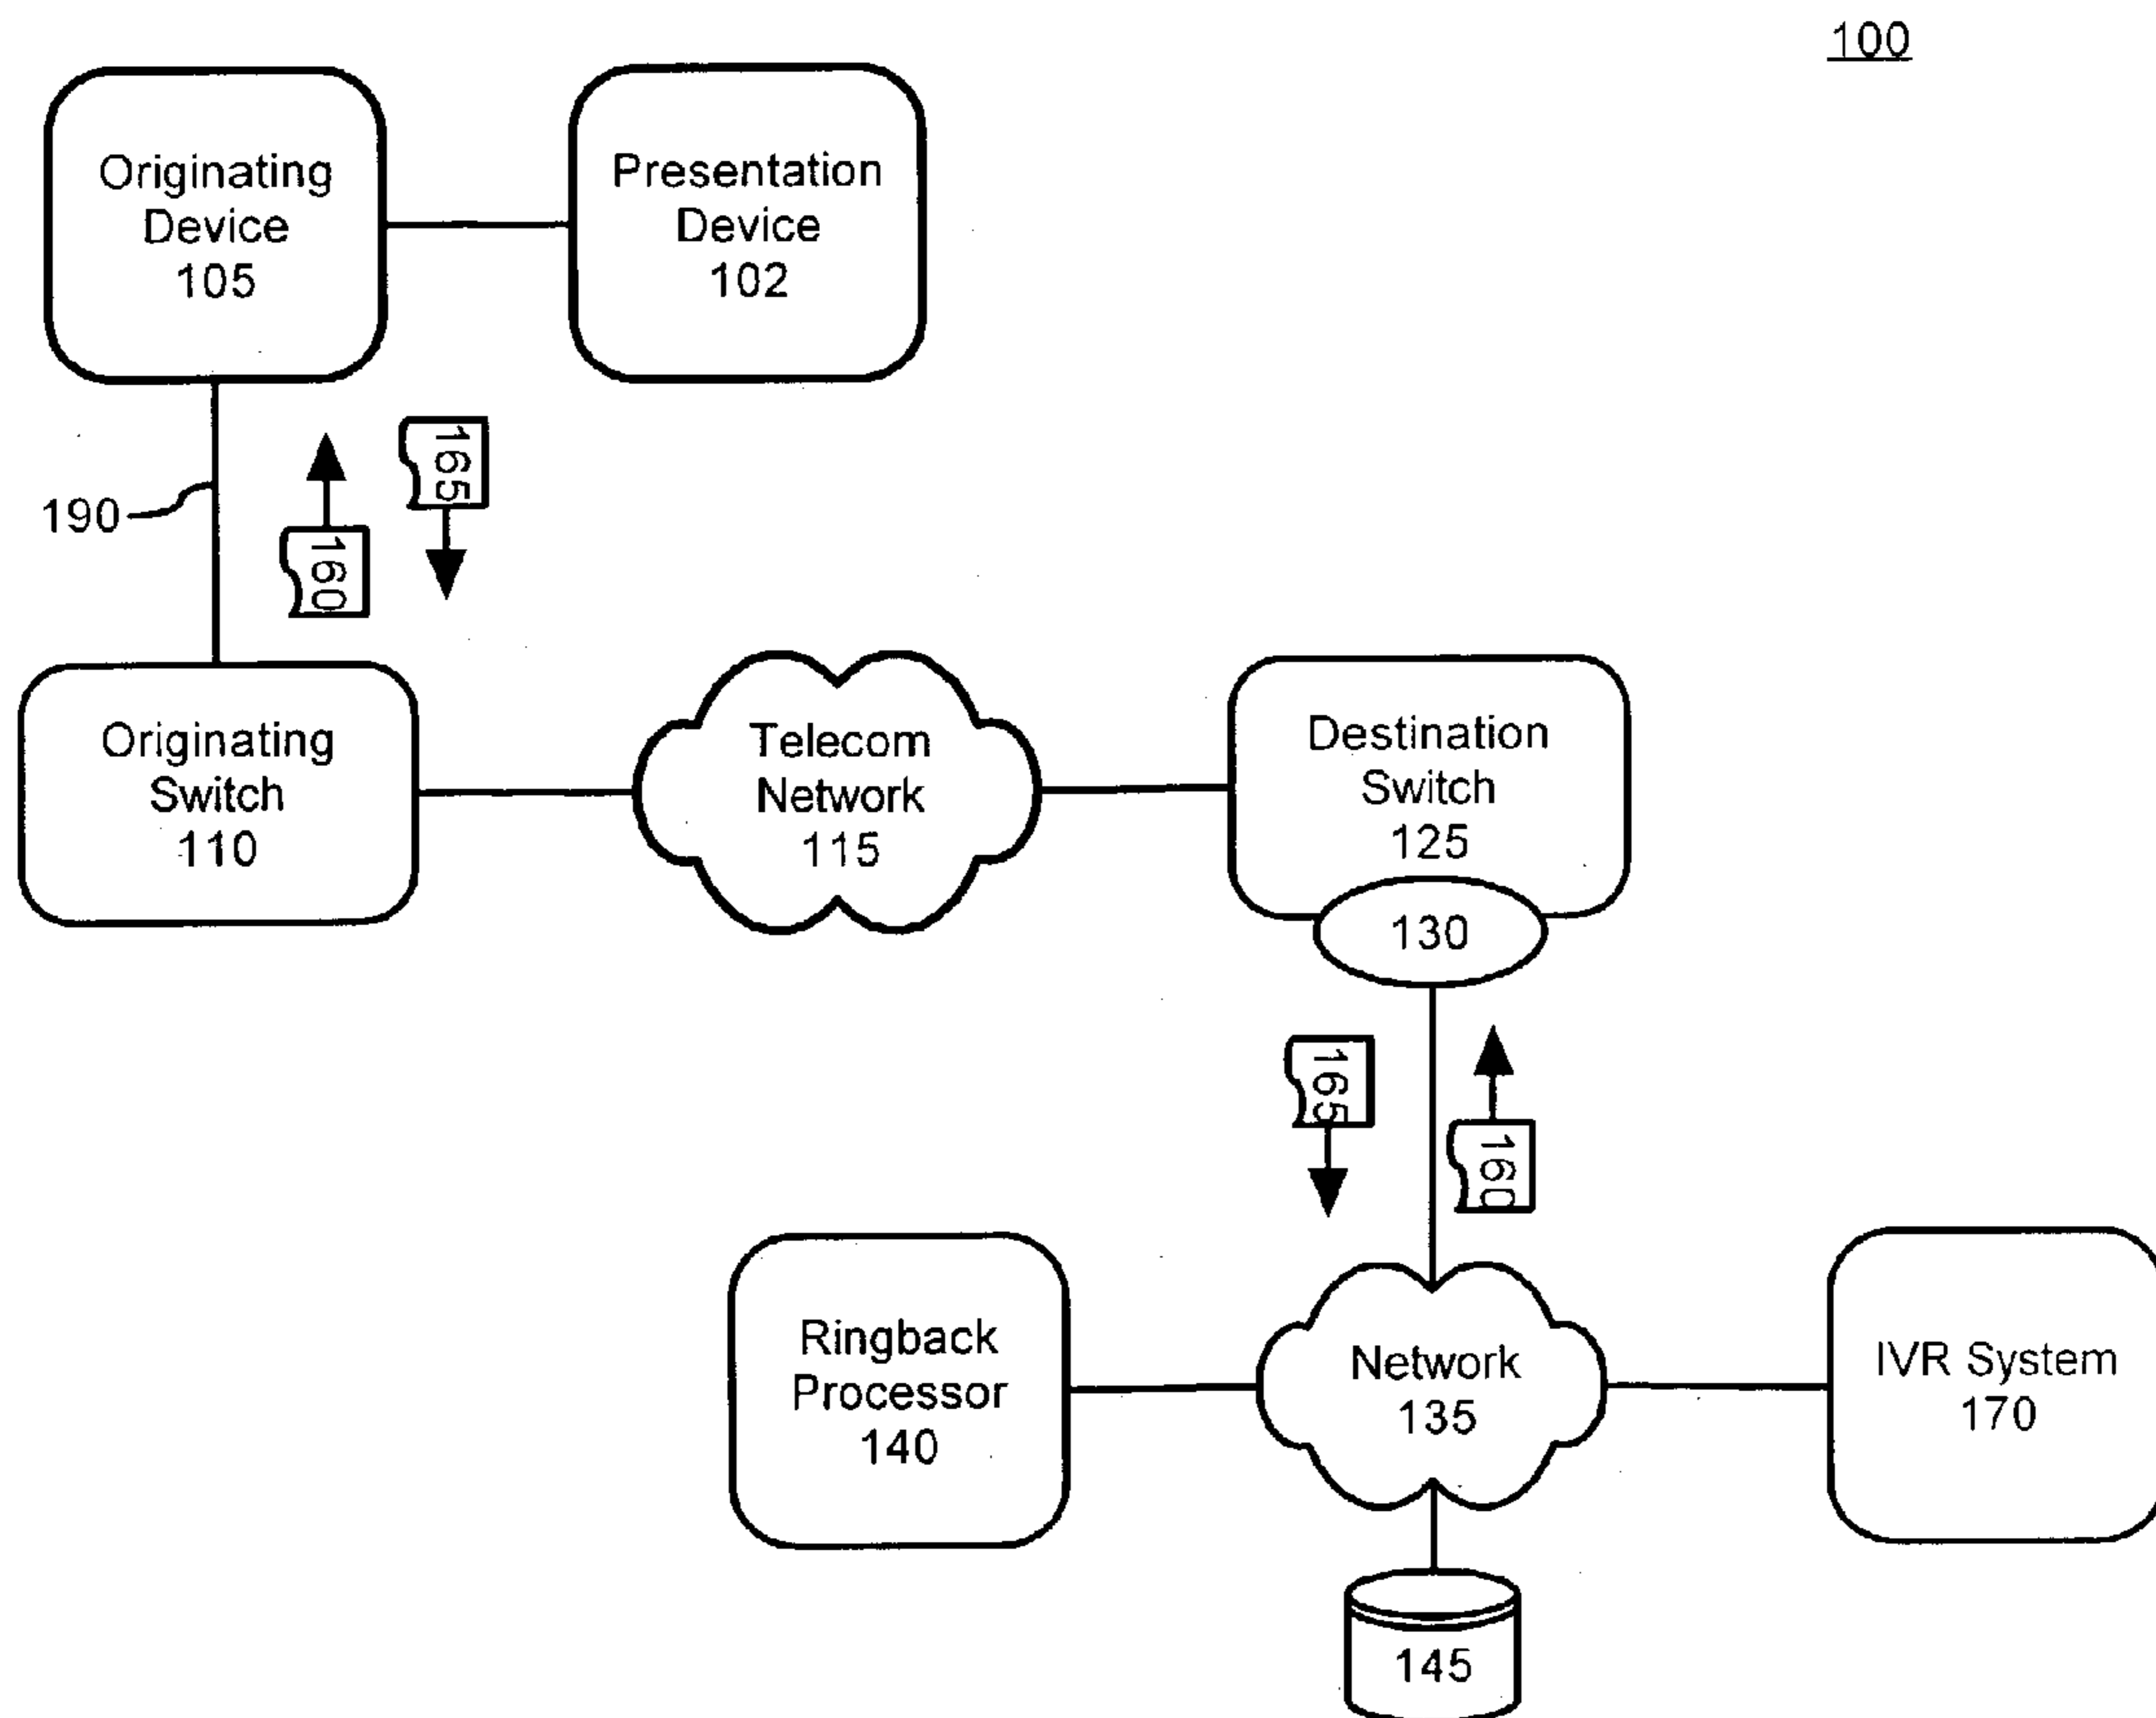 100
Originating
Device
105
Presentation
Device
102
190
165
160
Originating
Switch
110
Telecom
Network
115
Destination
Switch
125
130
165
160
Ringback
Processor
140
Network
135
IVR System
170
145